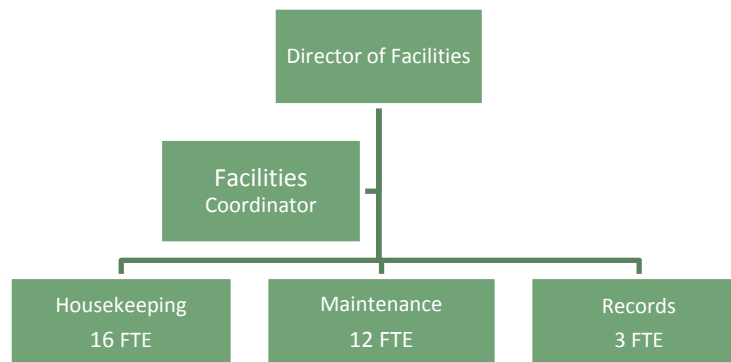 Director of Facilities
Facilities
Coordinator
Housekeeping
16 FTE
Maintenance
12 FTE
Records
3 FTE